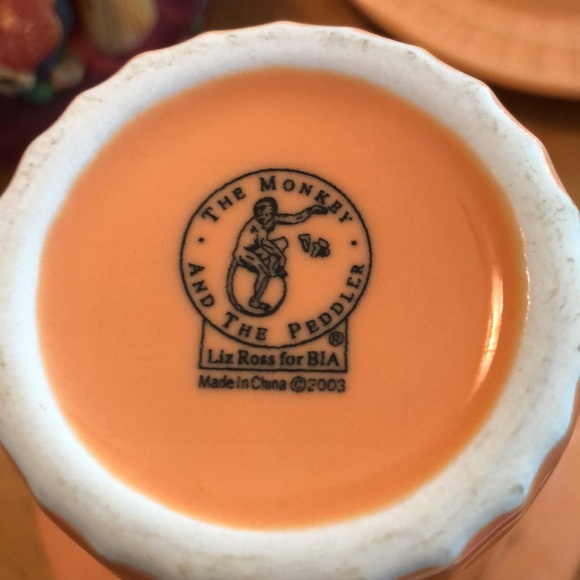 The Monkey
And The Peddler
®
Liz Ross for BIA
Made in China ©2003